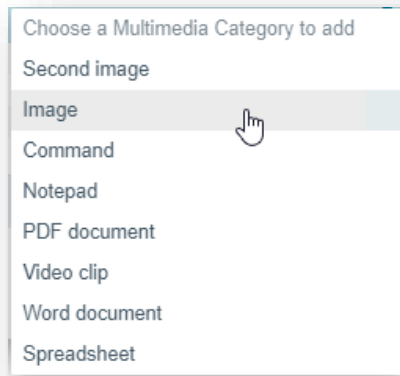 Choose a Multimedia Category to add
Second image
Image
Command
Notepad
PDF document
Video clip
Word document
Spreadsheet